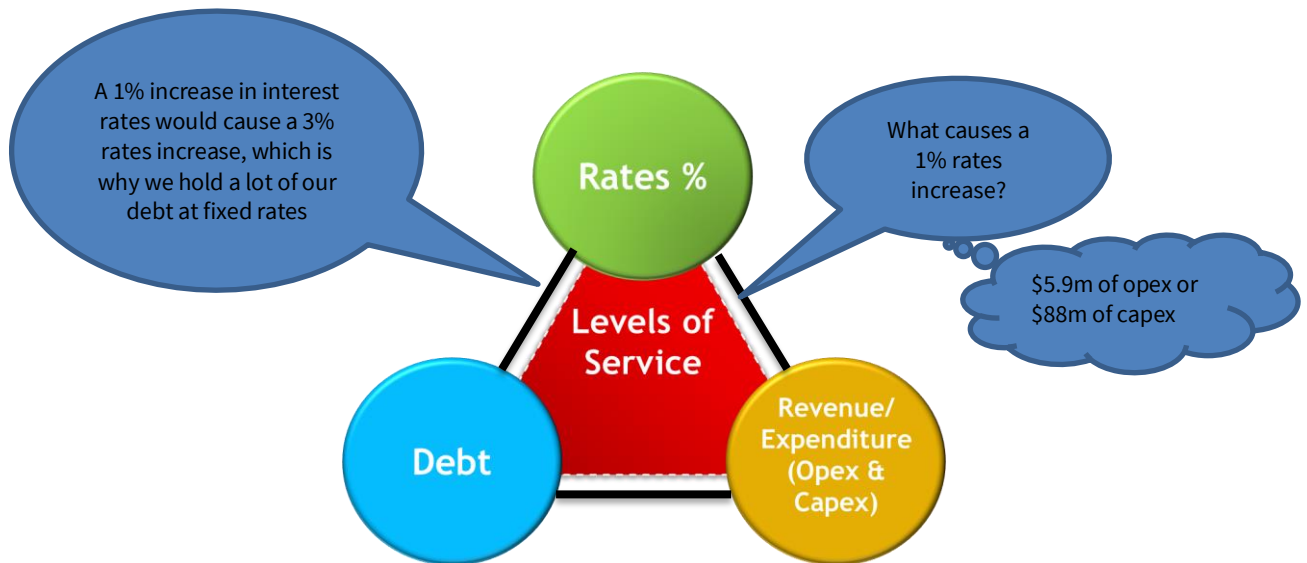 A 1% increase in interest
rates would cause a 3%
rates increase, which is
why we hold a lot of our
debt at fixed rates
Rates %
What causes a
1% rates
increase?
$5.9m of opex or
$88m of capex
Levels of
Service
Debt
Revenue/
Expenditure
(Opex &
Capex)